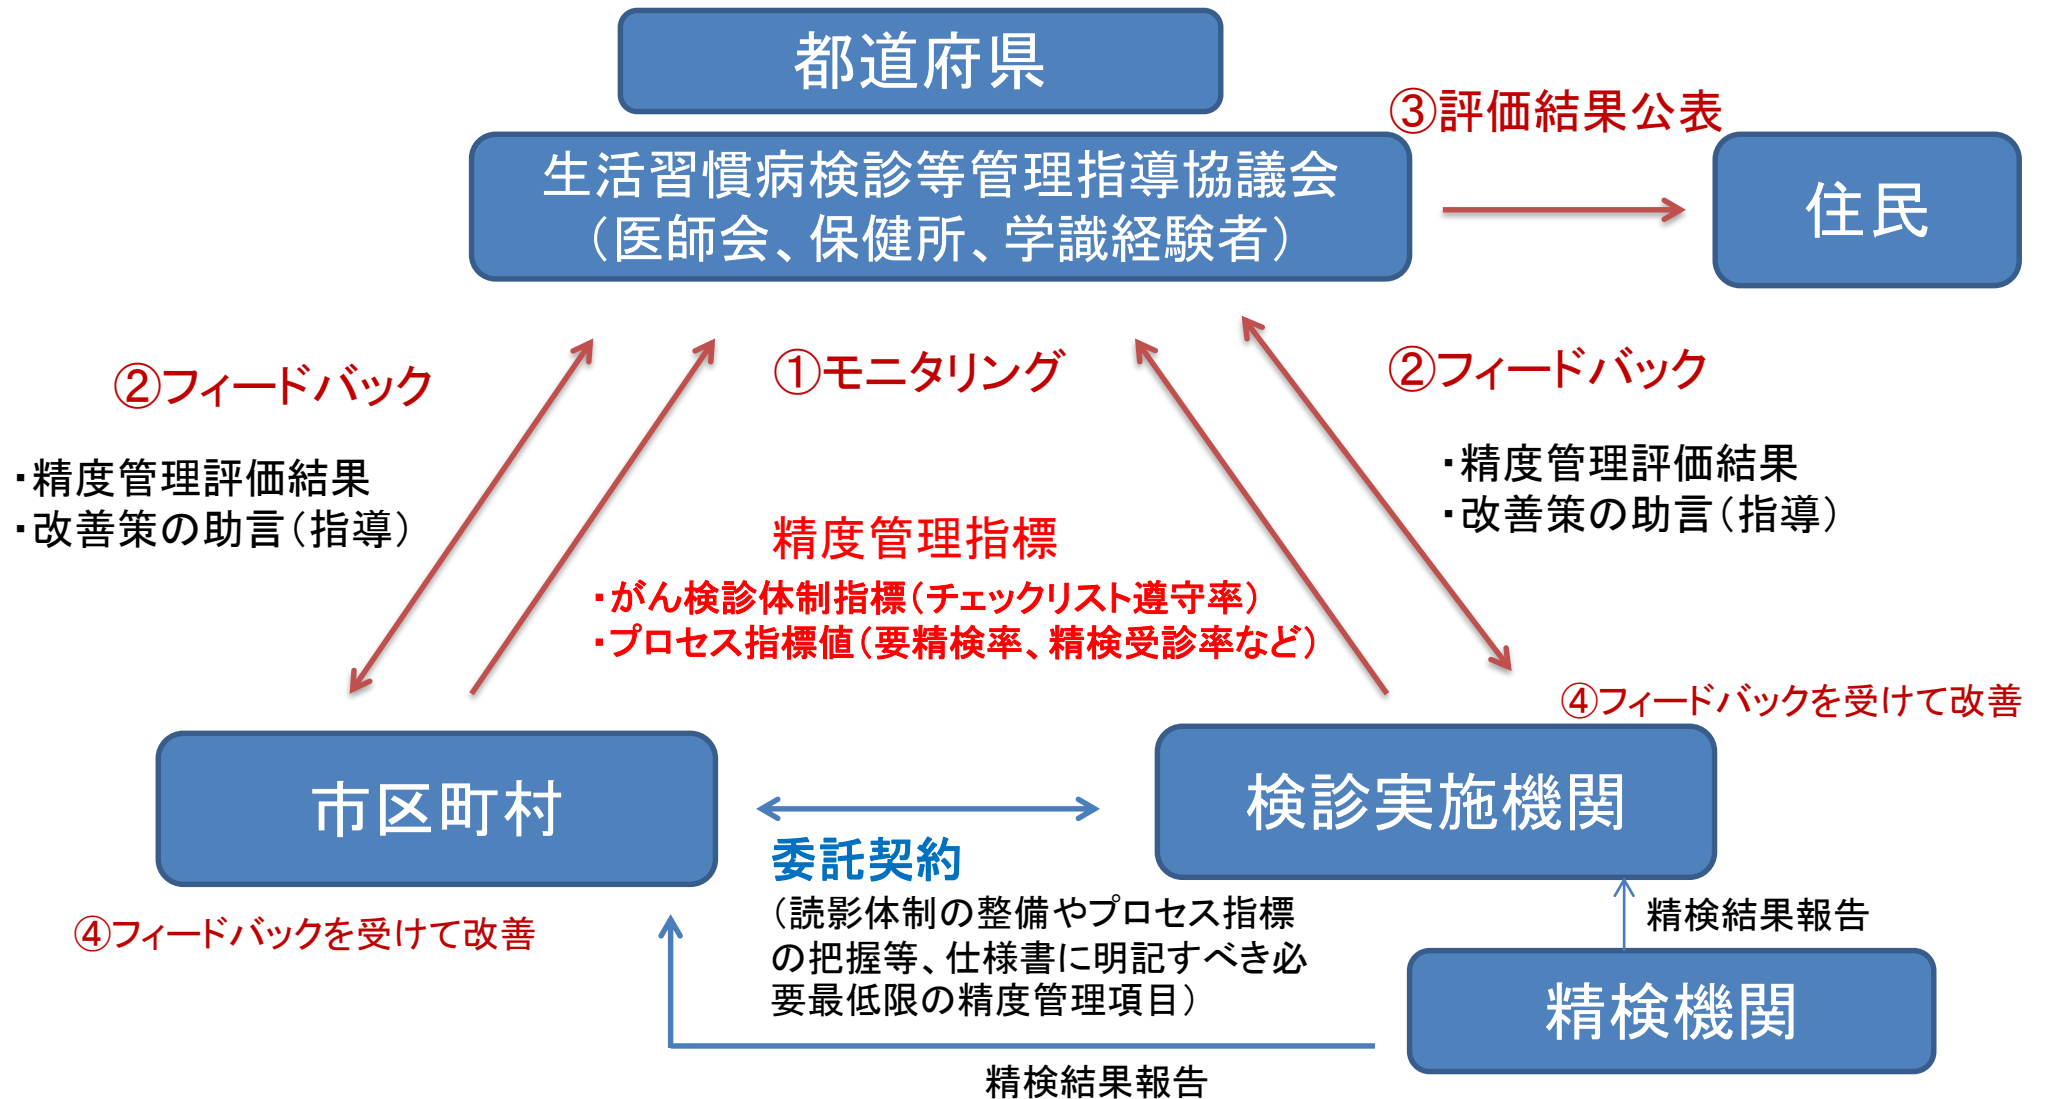 都道府県
③評価結果公表
生活習慣病検診等管理指導協議会
（医師会、保健所、学識経験者）
住民
②フィードバック
①モニタリング
②フィードバック
・精度管理評価結果
・改善策の助言（指導）
・精度管理評価結果
・改善策の助言（指導）
精度管理指標
・がん検診体制指標（チェックリスト遵守率）
・プロセス指標値（要精検率、精検受診率など）
④フィードバックを受けて改善
市区町村
検診実施機関
委託契約
（読影体制の整備やプロセス指標
の把握等、仕様書に明記すべき必
要最低限の精度管理項目）
④フィードバックを受けて改善
精検結果報告
精検機関
精検結果報告